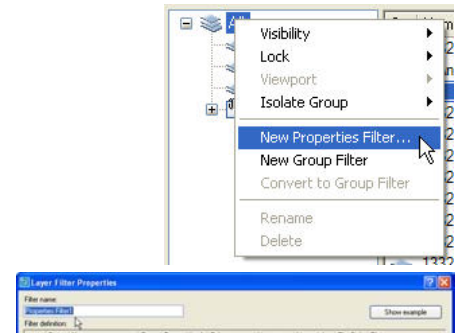 All
Visibility
Lock
Viewport
Isolate Group
New Properties Filter...
New Group Filter
Convert to Group Filter
Rename
Delete
1332
Layer Filter Properties
Filter name:
Properties Filter1
Show example
Filter definition: